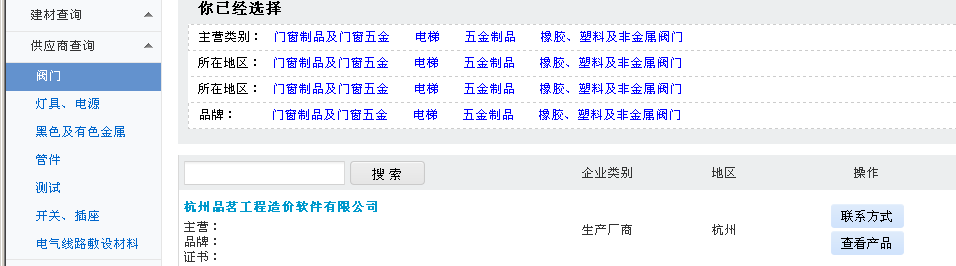 建材查询
供应商查询
阀门
灯具、电源
黑色及有色金属
管件
测试
开关、插座
电气线路敷设材料
你已经选择
主营类别： 门窗制品及门窗五金 电梯 五金制品 橡胶、塑料及非金属阀门
所在地区： 门窗制品及门窗五金 电梯 五金制品 橡胶、塑料及非金属阀门
所在地区： 门窗制品及门窗五金 电梯 五金制品 橡胶、塑料及非金属阀门
品牌： 门窗制品及门窗五金 电梯 五金制品 橡胶、塑料及非金属阀门
搜 索 企业类别 地区 操作
杭州品茗工程造价软件有限公司
主营：
品牌：
证书：
生产厂商 杭州
联系方式
查看产品